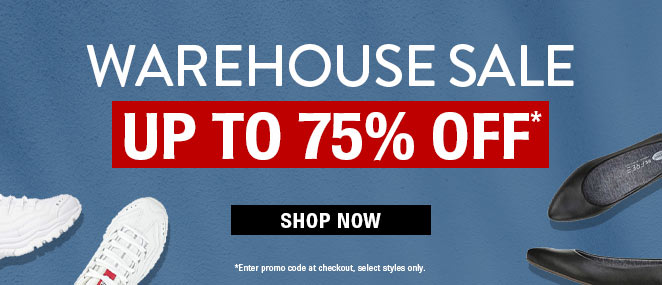 WAREHOUSE SALE
UP TO 75% OFF*
SHOP NOW
*Enter promo code at checkout, select styles only.